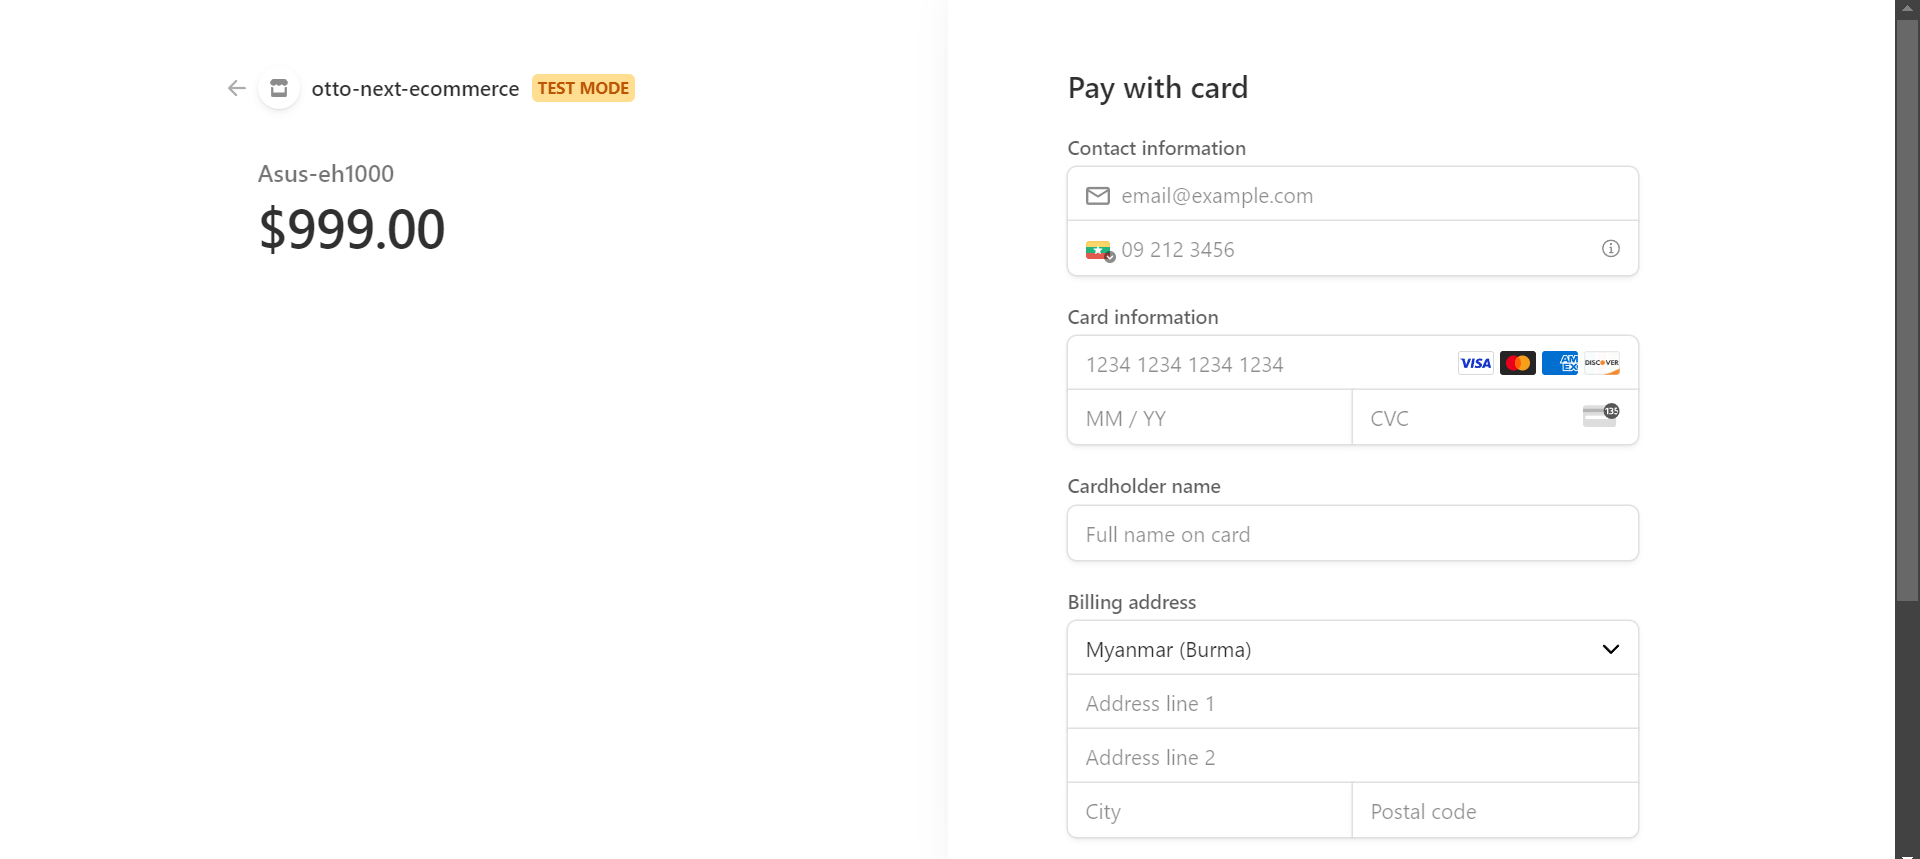 otto-next-ecommerce TEST MODE
Asus-eh1000
$999.00
Pay with card
Contact information
email@example.com
09 212 3456
Card information
1234 1234 1234 1234 VISA AM EX DISCOVER
MM / YY CVC 135
Cardholder name
Full name on card
Billing address
Myanmar (Burma)
Address line 1
Address line 2
City Postal code